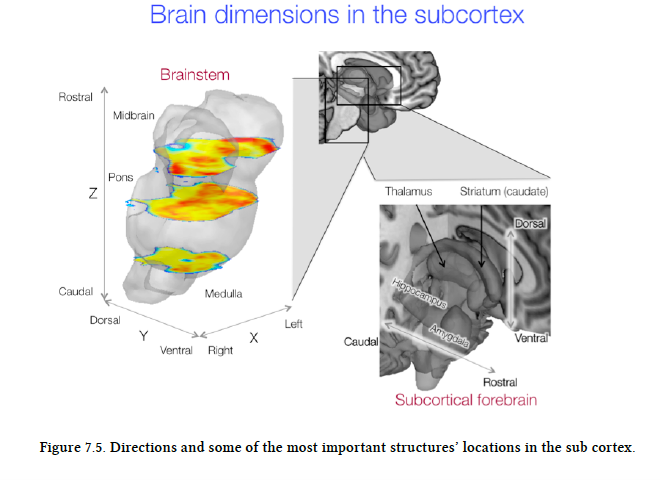 Brain dimensions in the subcortex
Brainstem
Rostral
Midbrain
Pons
Z
Caudal
Medulla
Dorsal
Y
X
Left
Ventral
Right
Thalamus
Striatum (caudate)
Dorsal
Hippocampus
Amygdala
Caudal
Ventral
Rostral
Subcortical forebrain
Figure 7.5. Directions and some of the most important structures’ locations in the sub cortex.